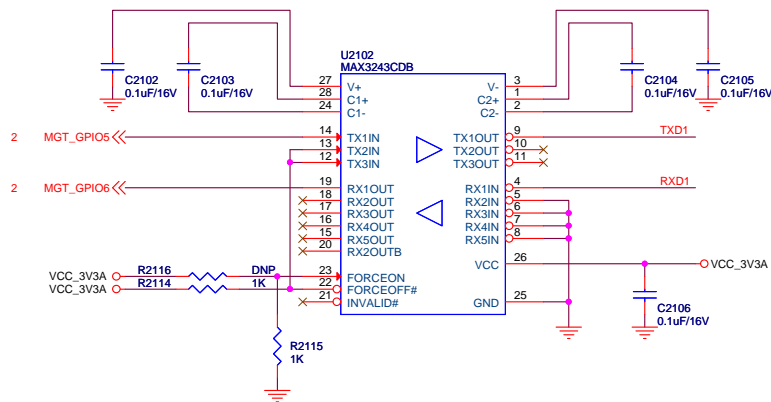 U2102
MAX3243CDB
C2102
0.1uF/16V
C2103
0.1uF/16V
C2104
0.1uF/16V
C2105
0.1uF/16V
27 V+
28 C1+
24 C1-
V- 3
C2+ 1
C2- 2
2 MGT_GPIO5 14 TX1IN
13 TX2IN
12 TX3IN
TX1OUT 9 TXD1
TX2OUT 10
TX3OUT 11
2 MGT_GPIO6 19 RX1OUT
18 RX2OUT
17 RX3OUT
16 RX4OUT
15 RX5OUT
20 RX2OUTB
RX1IN 4 RXD1
RX2IN 5
RX3IN 6
RX4IN 7
RX5IN 8
VCC 26 VCC_3V3A
VCC_3V3A R2116 DNP 23 FORCEON
VCC_3V3A R2114 1K 22 FORCEOFF#
21 INVALID#
GND 25
C2106
0.1uF/16V
R2115
1K